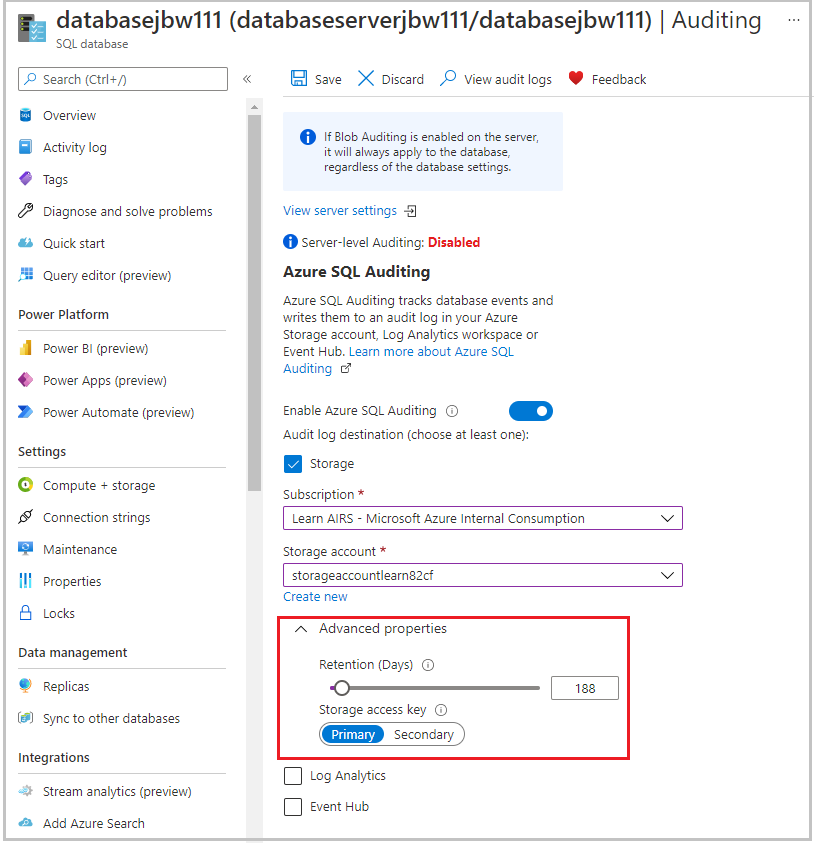 databasejbw111 (databaseserverjbw111/databasejbw111) | Auditing ...
SQL database
Search (Ctrl+/)
«
Overview
Activity log
Tags
Diagnose and solve problems
Quick start
Query editor (preview)
Power Platform
Power BI (preview)
Power Apps (preview)
Power Automate (preview)
Settings
Compute + storage
Connection strings
Maintenance
Properties
Locks
Data management
Replicas
Sync to other databases
Integrations
Stream analytics (preview)
Add Azure Search
Save Discard View audit logs Feedback
If Blob Auditing is enabled on the server,
it will always apply to the database,
regardless of the database settings.
View server settings
Server-level Auditing: Disabled
Azure SQL Auditing
Azure SQL Auditing tracks database events and
writes them to an audit log in your Azure
Storage account, Log Analytics workspace or
Event Hub. Learn more about Azure SQL
Auditing
Enable Azure SQL Auditing
Audit log destination (choose at least one):
Storage
Subscription *
Learn AIRS - Microsoft Azure Internal Consumption
Storage account *
storageaccountlearn82cf
Create new
Advanced properties
Retention (Days)
188
Storage access key
Primary Secondary
Log Analytics
Event Hub